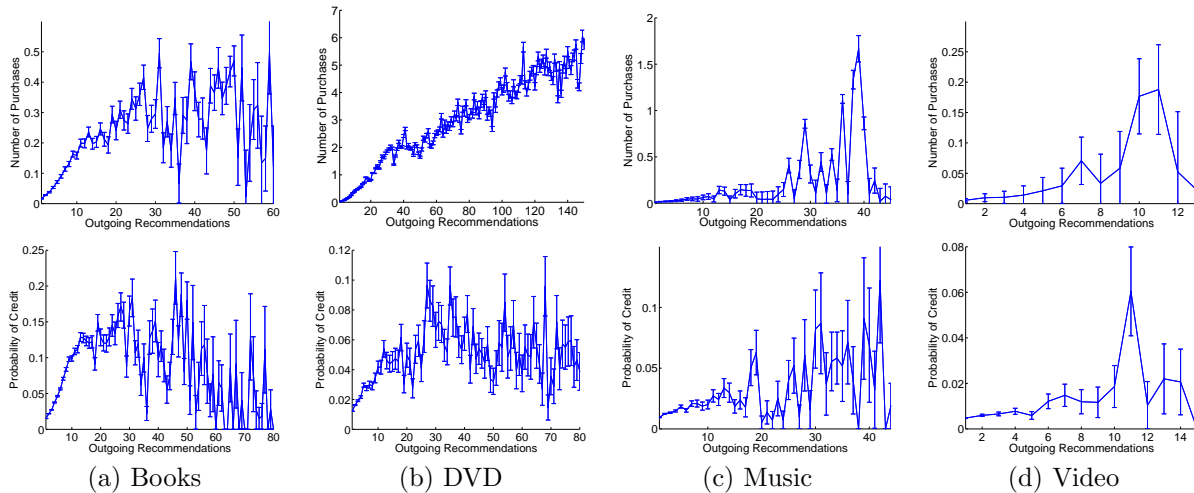 Number of Purchases
0
0.1
0.2
0.3
0.4
0.5
10 20 30 40 50 60
Outgoing Recommendations
Number of Purchases
0
1
2
3
4
5
6
7
20 40 60 80 100 120 140
Outgoing Recommendations
Number of Purchases
0
0.5
1
1.5
2
10 20 30 40
Outgoing Recommendations
Number of Purchases
0
0.05
0.1
0.15
0.2
0.25
2 4 6 8 10 12
Outgoing Recommendations
Probability of Credit
0
0.05
0.1
0.15
0.2
0.25
10 20 30 40 50 60 70 80
Outgoing Recommendations
Probability of Credit
0
0.02
0.04
0.06
0.08
0.1
0.12
10 20 30 40 50 60 70 80
Outgoing Recommendations
Probability of Credit
0
0.05
0.1
10 20 30 40
Outgoing Recommendations
Probability of Credit
0
0.02
0.04
0.06
0.08
2 4 6 8 10 12 14
Outgoing Recommendations
(a) Books
(b) DVD
(c) Music
(d) Video